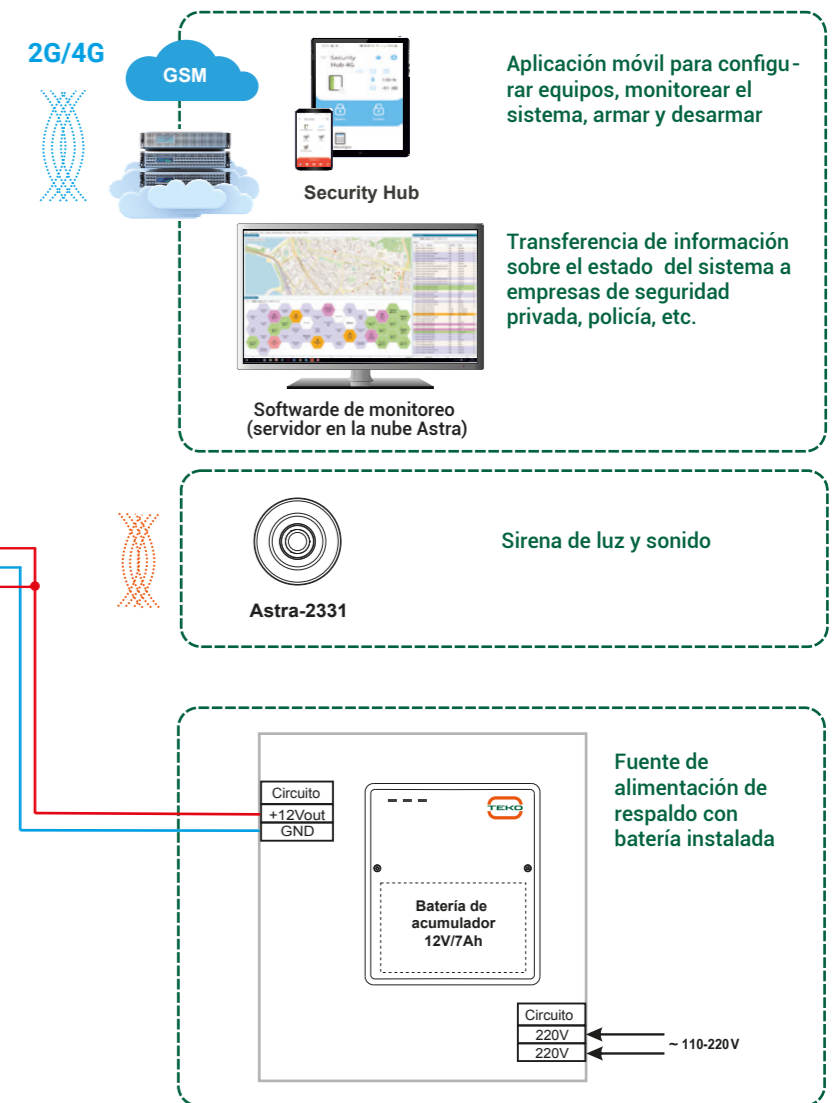 2G/4G
GSM
Security
Hub 4G
Aplicación móvil para configu-
rar equipos, monitorear el
sistema, armar y desarmar
Security Hub
Transferencia de información
sobre el estado del sistema a
empresas de seguridad
privada, policía, etc.
Softwarde de monitoreo
(servidor en la nube Astra)
Sirena de luz y sonido
Astra-2331
Fuente de
alimentación de
respaldo con
batería instalada
Circuito
+12Vout
GND
TEKO
Batería de
acumulador
12V/7Ah
Circuito
220V
220V
~ 110-220V